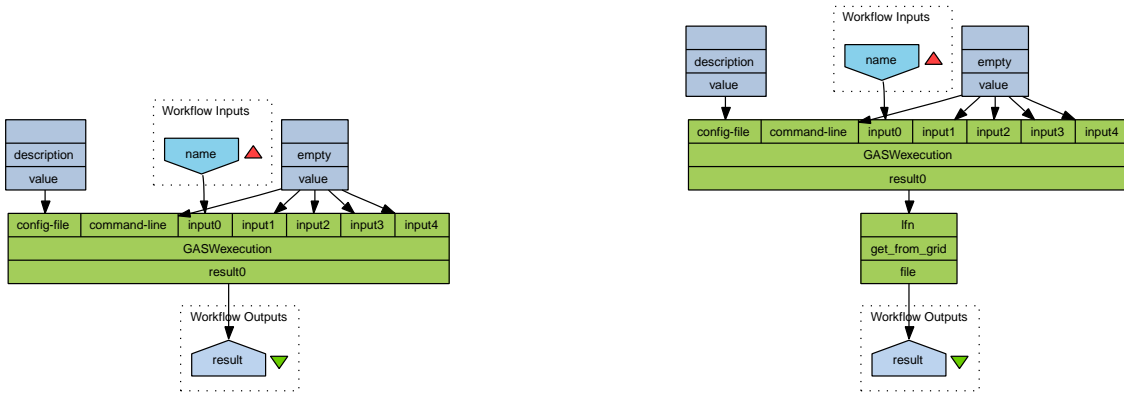 Workflow Inputs
name
description
value
empty
value
config-file command-line input0 input1 input2 input3 input4
GASWexecution
result0
Workflow Outputs
result
Workflow Inputs
name
description
value
empty
value
config-file command-line input0 input1 input2 input3 input4
GASWexecution
result0
lfn
get_from_grid
file
Workflow Outputs
result